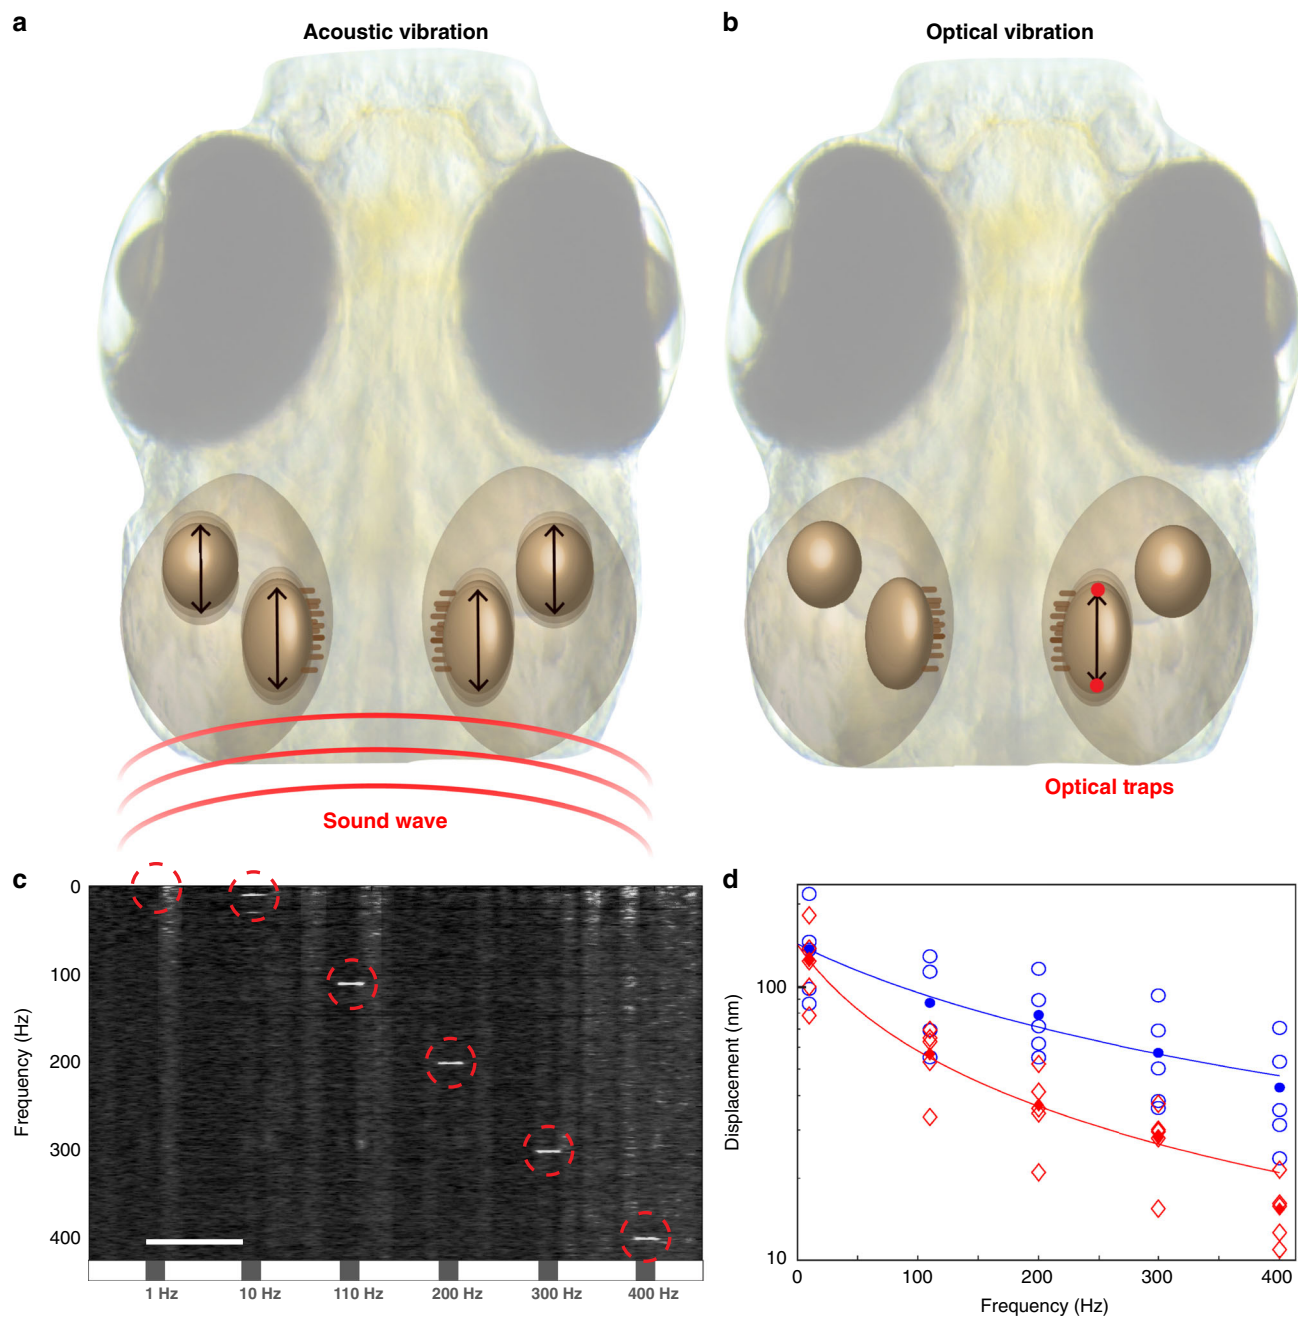 a
Acoustic vibration
b
Optical vibration
Optical traps
Sound wave
c
0
100
200
300
400
Frequency (Hz)
1 Hz 10 Hz 110 Hz 200 Hz 300 Hz 400 Hz
d
100
10
Displacement (nm)
0 100 200 300 400
Frequency (Hz)